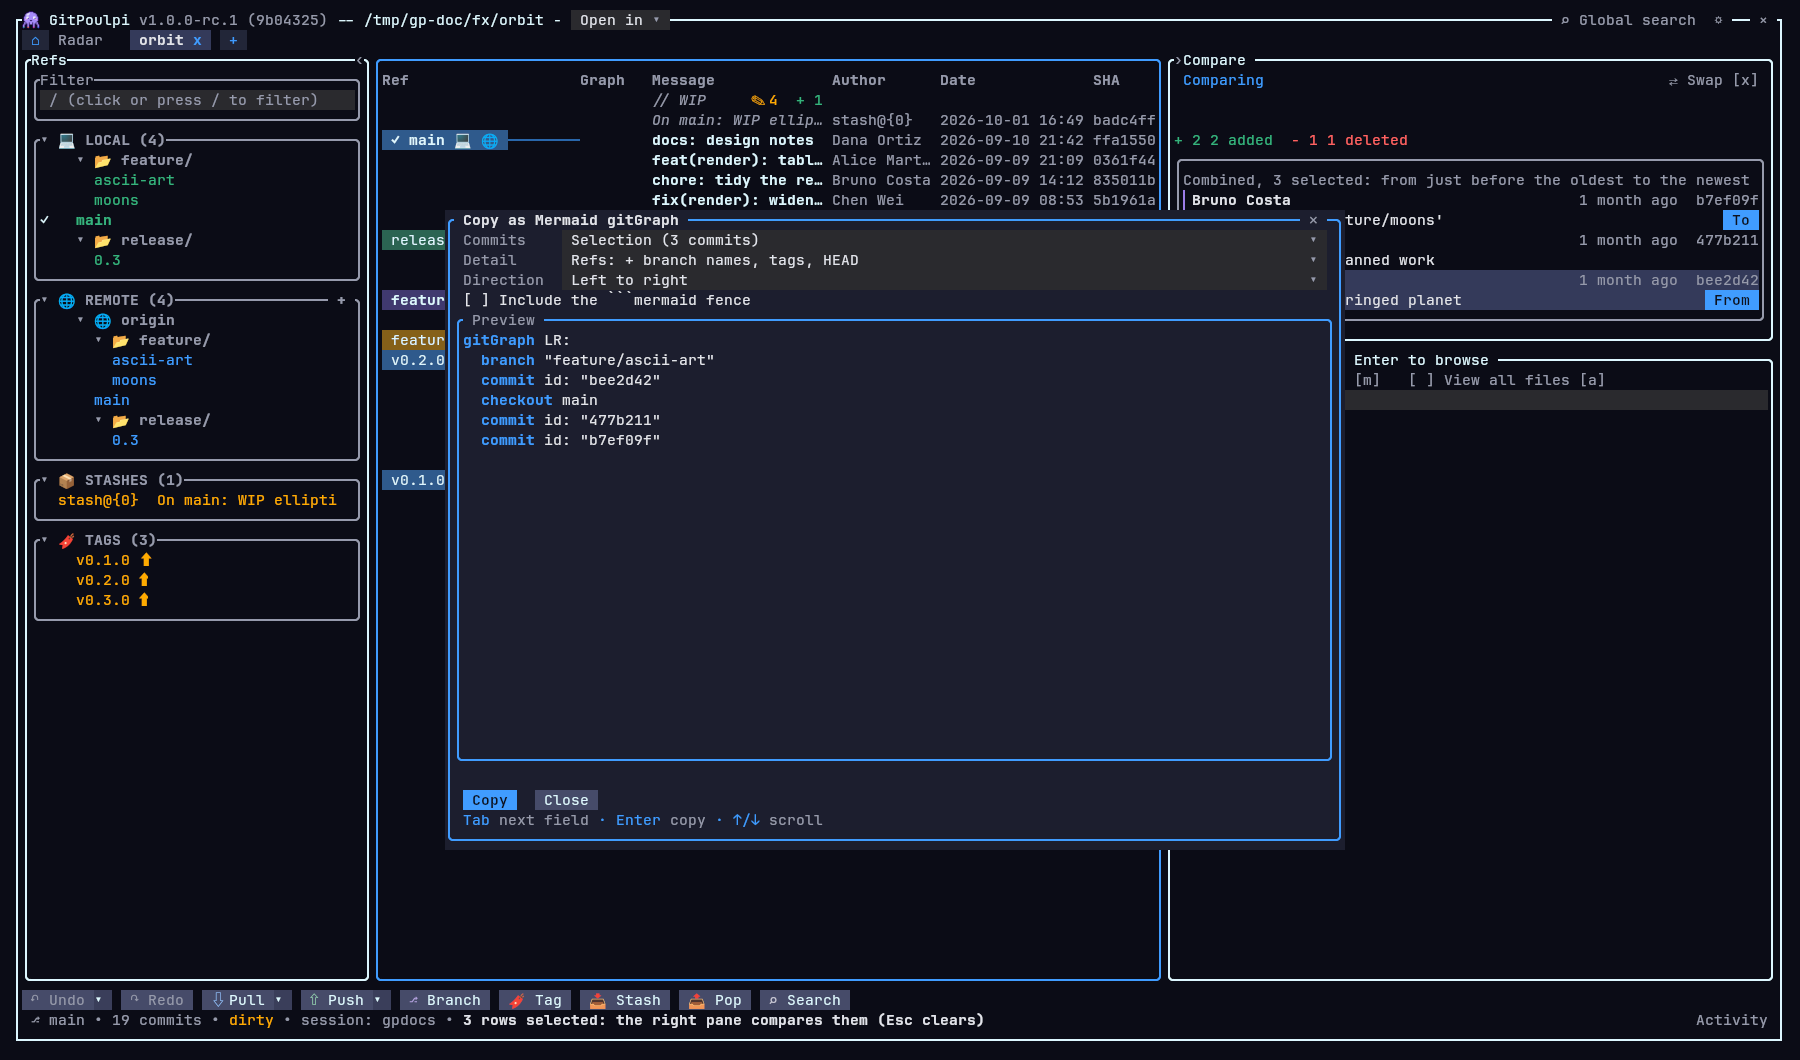 GitPoulpi v1.0.0-rc.1 (9b04325) -- /tmp/gp-doc/fx/orbit - Open in ▾
⌕ Global search ⚙ ×
⌂ Radar orbit x +
Refs
Filter
/ (click or press / to filter)
LOCAL (4)
feature/
ascii-art
moons
✓ main
release/
0.3
REMOTE (4) +
origin
feature/
ascii-art
moons
main
release/
0.3
STASHES (1)
stash@{0} On main: WIP ellipti
TAGS (3)
v0.1.0 ⬆
v0.2.0 ⬆
v0.3.0 ⬆
Ref Graph Message Author Date SHA
// WIP ✎ 4 + 1
On main: WIP ellip… stash@{0} 2026-10-01 16:49 badc4ff
✓ main docs: design notes Dana Ortiz 2026-09-10 21:42 ffa1550
feat(render): tabl… Alice Mart… 2026-09-09 21:09 0361f44
chore: tidy the re… Bruno Costa 2026-09-09 14:12 835011b
fix(render): widen… Chen Wei 2026-09-09 08:53 5b1961a
releas
featur
featur
v0.2.0
v0.1.0
Compare
Comparing ⇄ Swap [x]
+ 2 2 added - 1 1 deleted
Combined, 3 selected: from just before the oldest to the newest
Bruno Costa 1 month ago b7ef09f
ture/moons' To
1 month ago 477b211
anned work
1 month ago bee2d42
ringed planet From
Enter to browse
[m] [ ] View all files [a]
Copy as Mermaid gitGraph ×
Commits Selection (3 commits) ▾
Detail Refs: + branch names, tags, HEAD ▾
Direction Left to right ▾
[ ] Include the ```mermaid fence
Preview
gitGraph LR:
branch "feature/ascii-art"
commit id: "bee2d42"
checkout main
commit id: "477b211"
commit id: "b7ef09f"
Copy Close
Tab next field · Enter copy · ↑/↓ scroll
↶ Undo ▾ ↷ Redo ⇩ Pull ▾ ⇧ Push ▾ ⎇ Branch Tag Stash Pop ⌕ Search
⎇ main • 19 commits • dirty • session: gpdocs • 3 rows selected: the right pane compares them (Esc clears) Activity